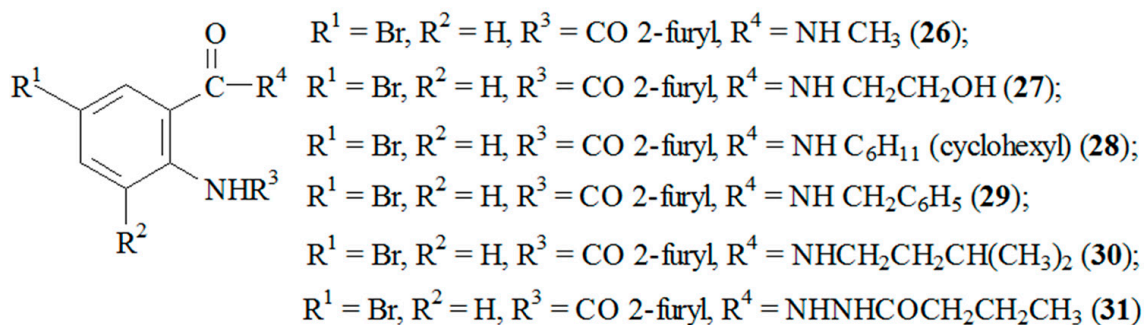 R¹ = Br, R² = H, R³ = CO 2-furyl, R⁴ = NH CH₃ (26);
R¹ = Br, R² = H, R³ = CO 2-furyl, R⁴ = NH CH₂CH₂OH (27);
R¹ = Br, R² = H, R³ = CO 2-furyl, R⁴ = NH C₆H₁₁ (cyclohexyl) (28);
R¹ = Br, R² = H, R³ = CO 2-furyl, R⁴ = NH CH₂C₆H₅ (29);
R¹ = Br, R² = H, R³ = CO 2-furyl, R⁴ = NHCH₂CH₂CH(CH₃)₂ (30);
R¹ = Br, R² = H, R³ = CO 2-furyl, R⁴ = NHNHCOCH₂CH₂CH₃ (31)
O
R¹
C
R⁴
NHR³
R²